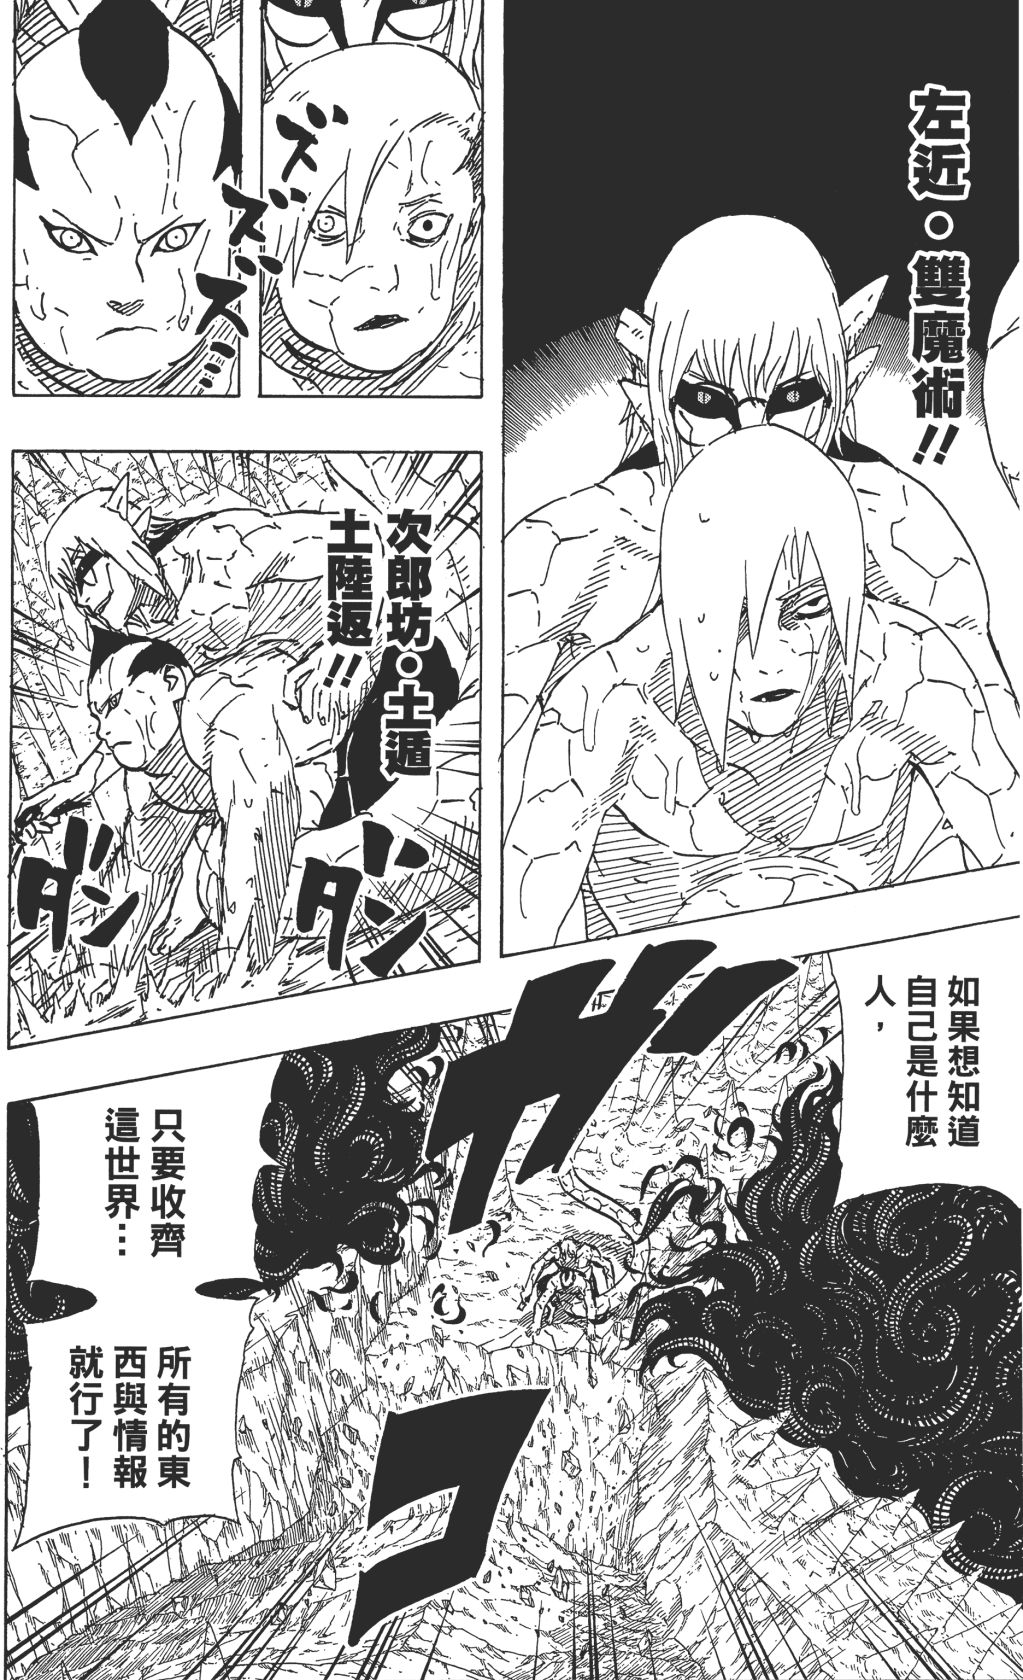 左近・雙魔術!!
ズ
ズ
ズ
次郎坊・土遁
土陸返!!
ダン
ダン
如果想知道
自己是什麼
人，
ゴゴ
只要收齊
這世界…
所有的東
西與情報
就行了！